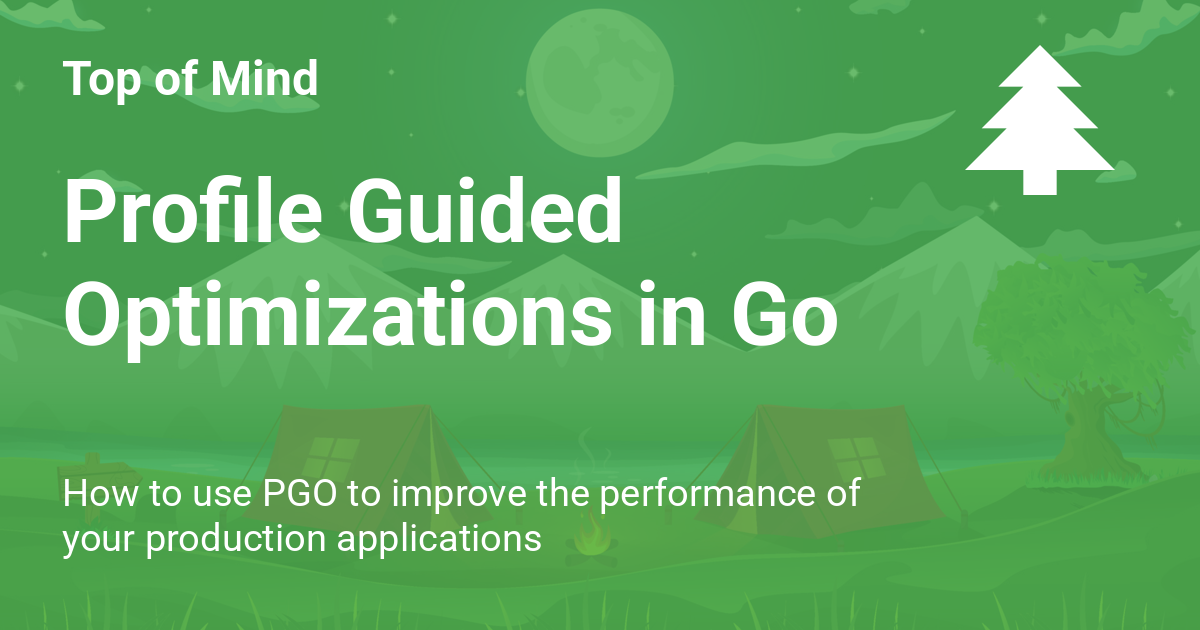 Top of Mind
Profile Guided
Optimizations in Go
How to use PGO to improve the performance of
your production applications